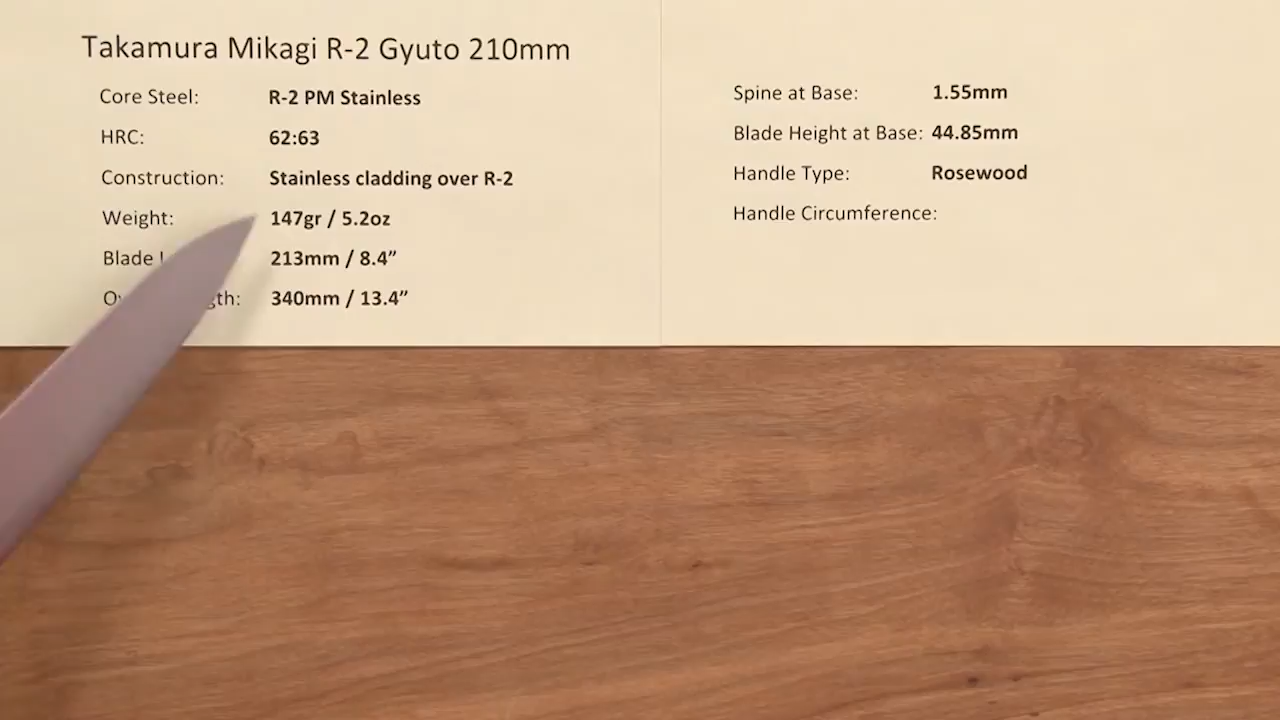 Takamura Mikagi R-2 Gyuto 210mm
Core Steel: R-2 PM Stainless
HRC: 62:63
Construction: Stainless cladding over R-2
Weight: 147gr / 5.2oz
Blade 213mm / 8.4”
340mm / 13.4”
Spine at Base: 1.55mm
Blade Height at Base: 44.85mm
Handle Type: Rosewood
Handle Circumference: